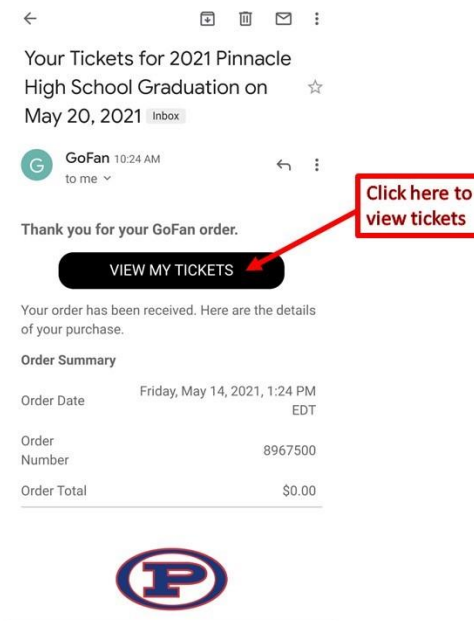 Your Tickets for 2021 Pinnacle
High School Graduation on
May 20, 2021 Inbox
G
GoFan 10:24 AM
to me
Click here to
view tickets
Thank you for your GoFan order.
VIEW MY TICKETS
Your order has been received. Here are the details
of your purchase.
Order Summary
Order Date Friday, May 14, 2021, 1:24 PM
EDT
Order
Number 8967500
Order Total $0.00
P